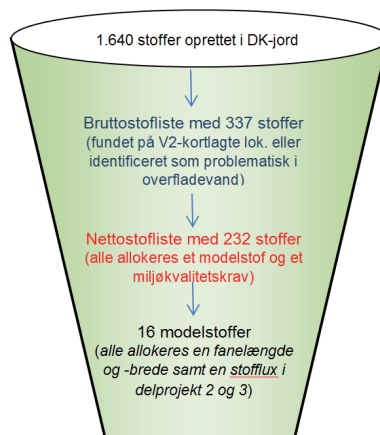 1.640 stoffer oprettet i DK-jord
Bruttostofliste med 337 stoffer
(fundet på V2-kortlagte lok. eller
identificeret som problematisk i
overfladevand)
Nettostofliste med 232 stoffer
(alle allokeres et modelstof og et
miljøkvalitetskrav)
16 modelstoffer
(alle allokeres en fanelængde
og -brede samt en stofflux i
delprojekt 2 og 3)